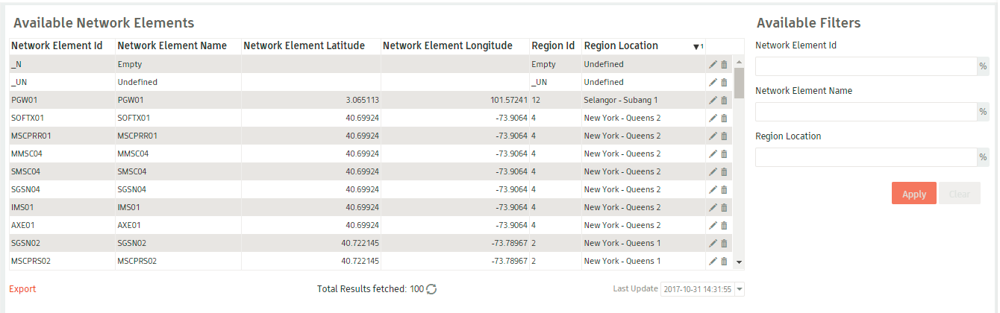 Available Network Elements
Network Element Id Network Element Name Network Element Latitude Network Element Longitude Region Id Region Location ▼1
_N Empty Empty Undefined
_UN Undefined _UN Undefined
PGW01 PGW01 3.065113 101.57241 12 Selangor - Subang 1
SOFTX01 SOFTX01 40.69924 -73.9064 4 New York - Queens 2
MSCPRR01 MSCPRR01 40.69924 -73.9064 4 New York - Queens 2
MMSC04 MMSC04 40.69924 -73.9064 4 New York - Queens 2
SMSC04 SMSC04 40.69924 -73.9064 4 New York - Queens 2
SGSN04 SGSN04 40.69924 -73.9064 4 New York - Queens 2
IMS01 IMS01 40.69924 -73.9064 4 New York - Queens 2
AXE01 AXE01 40.69924 -73.9064 4 New York - Queens 2
SGSN02 SGSN02 40.722145 -73.78967 2 New York - Queens 1
MSCPRS02 MSCPRS02 40.722145 -73.78967 2 New York - Queens 1
Export Total Results fetched: 100 Last Update 2017-10-31 14:31:55
Available Filters
Network Element Id
%
Network Element Name
%
Region Location
%
Apply Clear